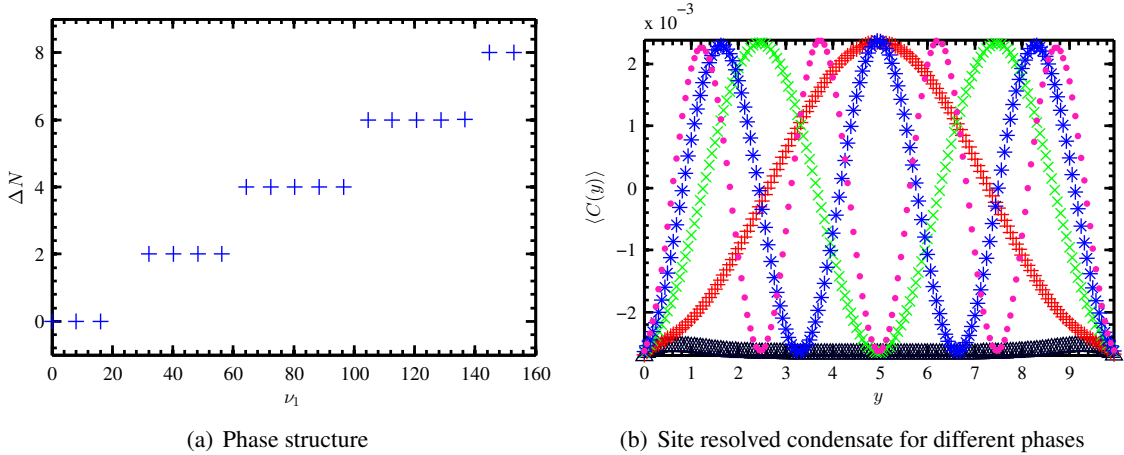 8
6
4
2
0
ΔN
0 20 40 60 80 100 120 140 160
ν₁
(a) Phase structure
x 10⁻³
2
1
0
−1
−2
⟨C(y)⟩
0 1 2 3 4 5 6 7 8 9
y
(b) Site resolved condensate for different phases